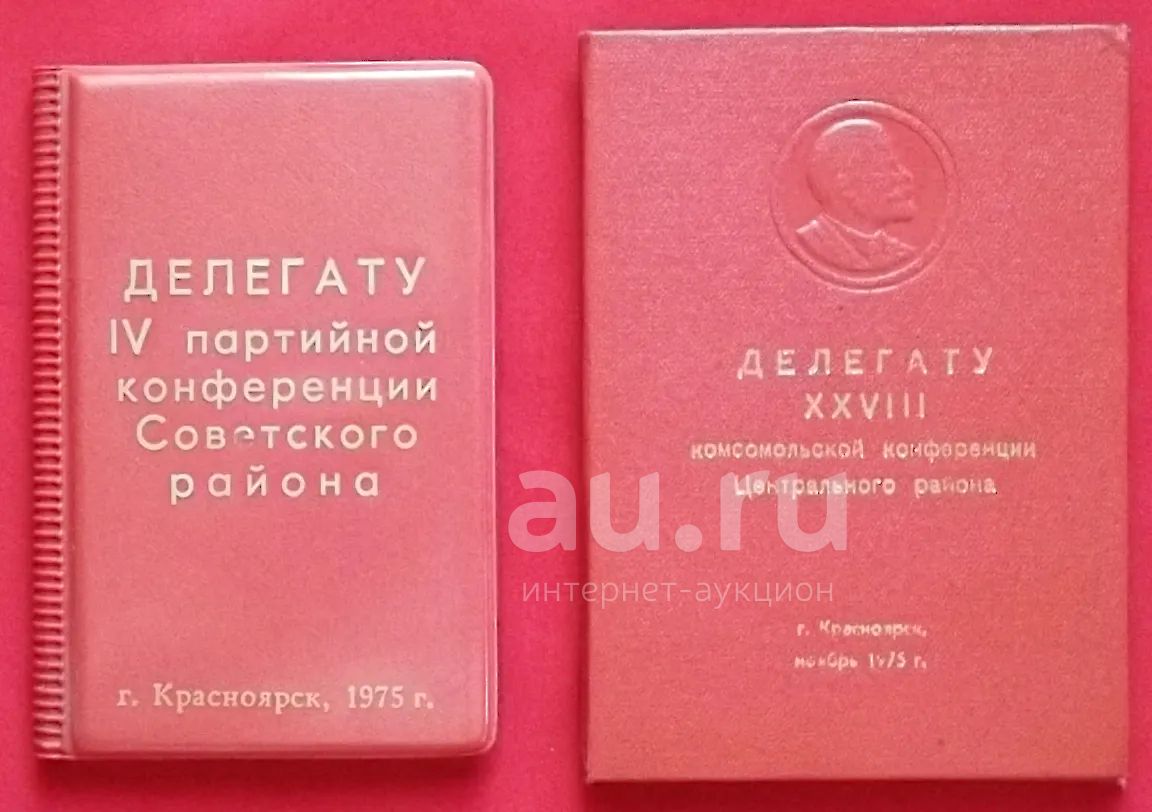 ДЕЛЕГАТУ
IV партийной
конференции
Советского
района
г. Красноярск, 1975 г.
ДЕЛЕГАТУ
XXVIII
комсомольской конференции
Центрального района
г. Красноярск,
ноябрь 1975 г.
au.ru
интернет-аукцион